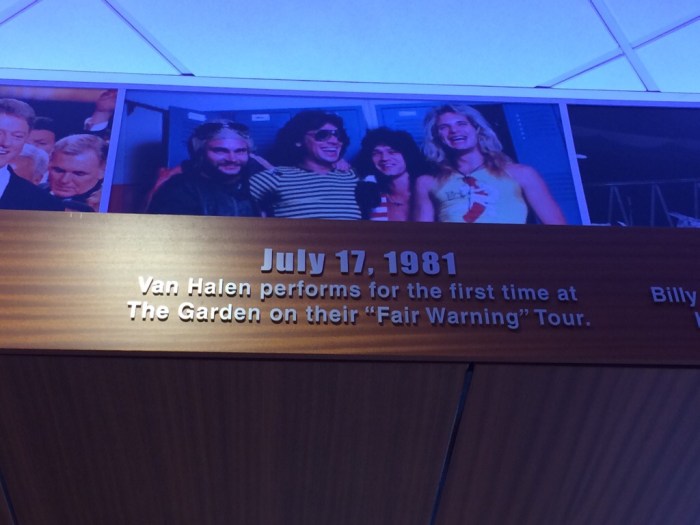 July 17, 1981
Van Halen performs for the first time at
The Garden on their “Fair Warning” Tour.
Billy